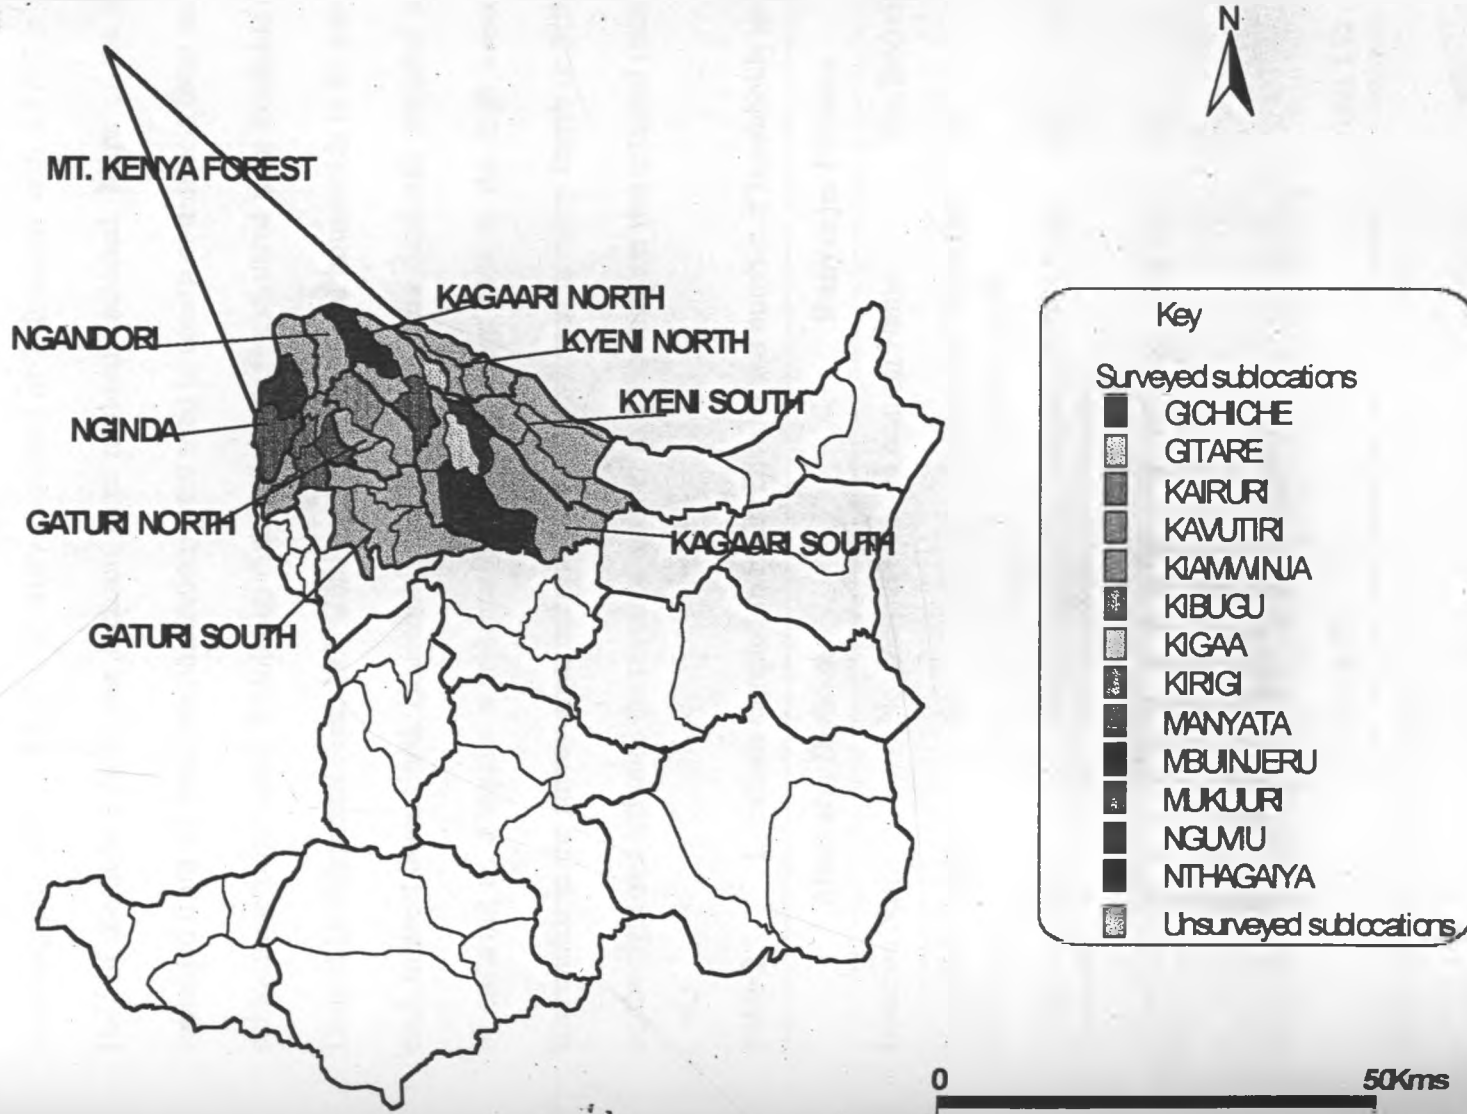 N
MT. KENYA FOREST
KAGAARI NORTH
NGANDORI
KYENI NORTH
KYENI SOUTH
NGINDA
GATURI NORTH
KAGAARI SOUTH
GATURI SOUTH
Key
Surveyed sublocations
GICHICHE
GITARE
KAIRURI
KAVUTIRI
KIAMWINJA
KIBUGU
KIGAA
KIRIGI
MANYATA
MBUINJERU
MUKUURI
NGUVIU
NTHAGAIYA
Unsurveyed sublocations
0 50Kms